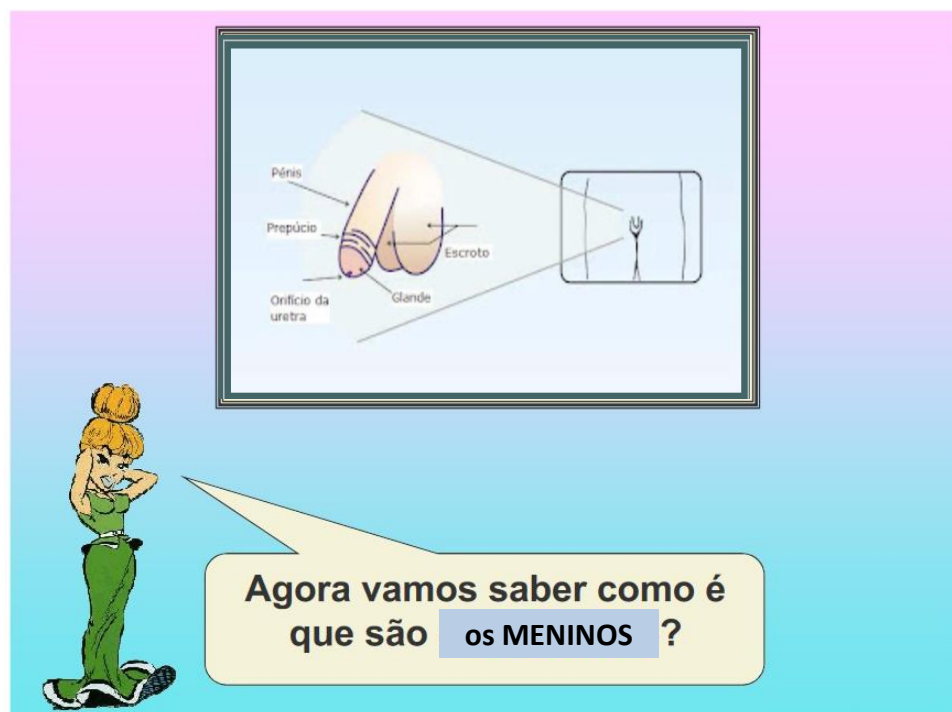 Pénis
Prepúcio
Escroto
Orifício da
uretra
Glande
Agora vamos saber como é
que são os MENINOS ?